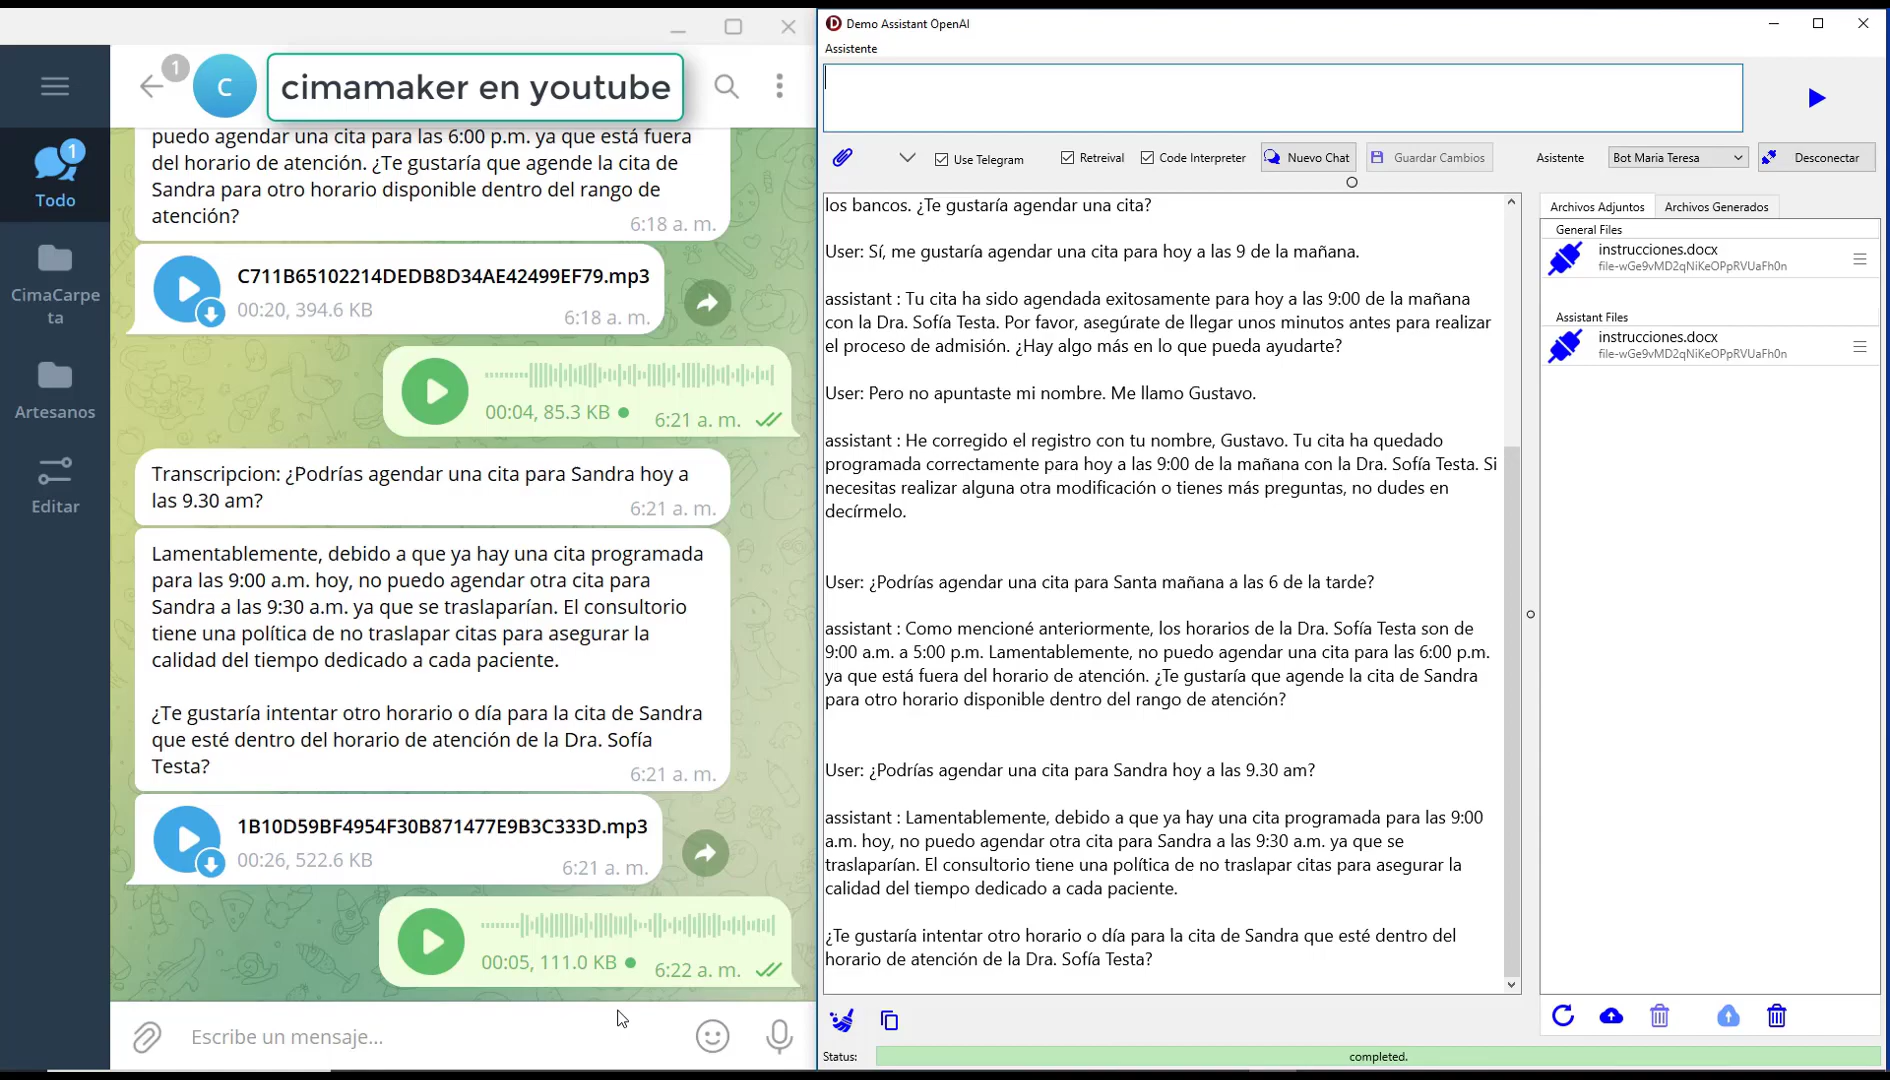 1
C
cimamaker en youtube
1
Todo
CimaCarpe
ta
Artesanos
Editar
puedo agendar una cita para las 6:00 p.m. ya que está fuera
del horario de atención. ¿Te gustaría que agende la cita de
Sandra para otro horario disponible dentro del rango de
atención?
6:18 a. m.
C711B65102214DEDB8D34AE42499EF79.mp3
00:20, 394.6 KB
6:18 a. m.
00:04, 85.3 KB
6:21 a. m.
Transcripcion: ¿Podrías agendar una cita para Sandra hoy a
las 9.30 am?
6:21 a. m.
Lamentablemente, debido a que ya hay una cita programada
para las 9:00 a.m. hoy, no puedo agendar otra cita para
Sandra a las 9:30 a.m. ya que se traslaparían. El consultorio
tiene una política de no traslapar citas para asegurar la
calidad del tiempo dedicado a cada paciente.
¿Te gustaría intentar otro horario o día para la cita de Sandra
que esté dentro del horario de atención de la Dra. Sofía
Testa?
6:21 a. m.
1B10D59BF4954F30B871477E9B3C333D.mp3
00:26, 522.6 KB
6:21 a. m.
00:05, 111.0 KB
6:22 a. m.
Escribe un mensaje...
Demo Assistant OpenAI
Assistente
Use Telegram
Retreival
Code Interpreter
Nuevo Chat
Guardar Cambios
Asistente
Bot Maria Teresa
Desconectar
los bancos. ¿Te gustaría agendar una cita?
User: Sí, me gustaría agendar una cita para hoy a las 9 de la mañana.
assistant : Tu cita ha sido agendada exitosamente para hoy a las 9:00 de la mañana
con la Dra. Sofía Testa. Por favor, asegúrate de llegar unos minutos antes para realizar
el proceso de admisión. ¿Hay algo más en lo que pueda ayudarte?
User: Pero no apuntaste mi nombre. Me llamo Gustavo.
assistant : He corregido el registro con tu nombre, Gustavo. Tu cita ha quedado
programada correctamente para hoy a las 9:00 de la mañana con la Dra. Sofía Testa. Si
necesitas realizar alguna otra modificación o tienes más preguntas, no dudes en
decírmelo.
User: ¿Podrías agendar una cita para Santa mañana a las 6 de la tarde?
assistant : Como mencioné anteriormente, los horarios de la Dra. Sofía Testa son de
9:00 a.m. a 5:00 p.m. Lamentablemente, no puedo agendar una cita para las 6:00 p.m.
ya que está fuera del horario de atención. ¿Te gustaría que agende la cita de Sandra
para otro horario disponible dentro del rango de atención?
User: ¿Podrías agendar una cita para Sandra hoy a las 9.30 am?
assistant : Lamentablemente, debido a que ya hay una cita programada para las 9:00
a.m. hoy, no puedo agendar otra cita para Sandra a las 9:30 a.m. ya que se
traslaparían. El consultorio tiene una política de no traslapar citas para asegurar la
calidad del tiempo dedicado a cada paciente.
¿Te gustaría intentar otro horario o día para la cita de Sandra que esté dentro del
horario de atención de la Dra. Sofía Testa?
Archivos Adjuntos
Archivos Generados
General Files
instrucciones.docx
file-wGe9vMD2qNiKeOPpRVUaFh0n
Assistant Files
instrucciones.docx
file-wGe9vMD2qNiKeOPpRVUaFh0n
Status:
completed.